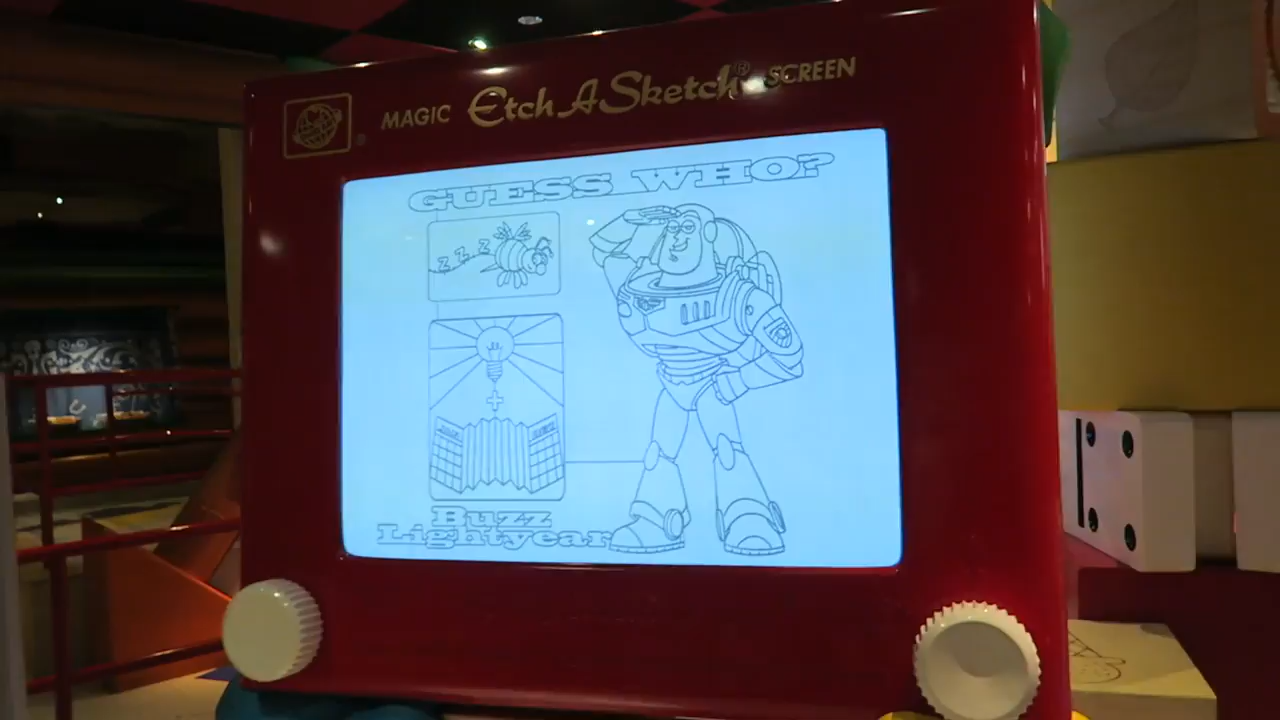 MAGIC Etch A Sketch® SCREEN
GUESS WHO?
Z Z Z
+
Buzz
Lightyear